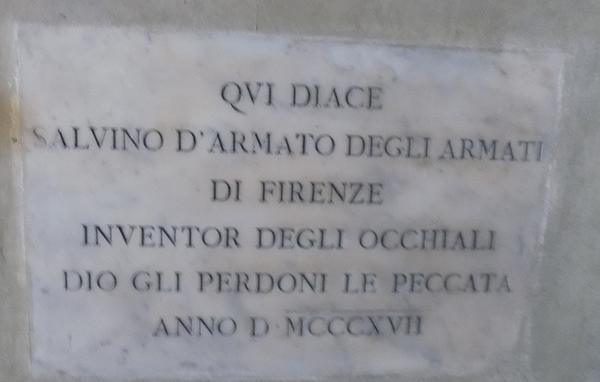 QVI DIACE
SALVINO D'ARMATO DEGLI ARMATI
DI FIRENZE
INVENTOR DEGLI OCCHIALI
DIO GLI PERDONI LE PECCATA
ANNO D MCCCXVII